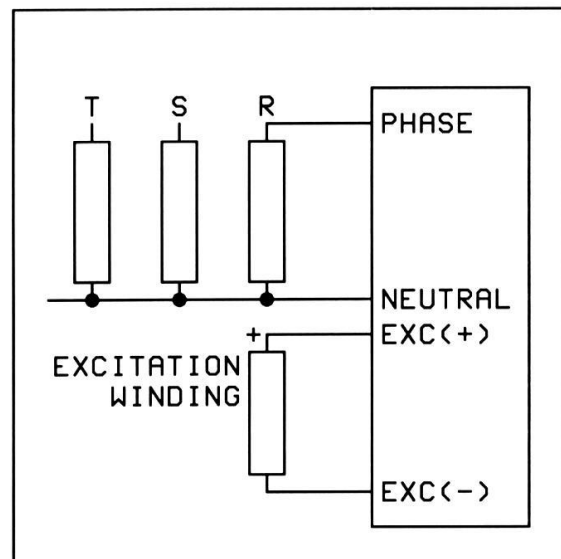 T S R
PHASE
NEUTRAL
+ EXC(+)
EXCITATION
WINDING
EXC(-)